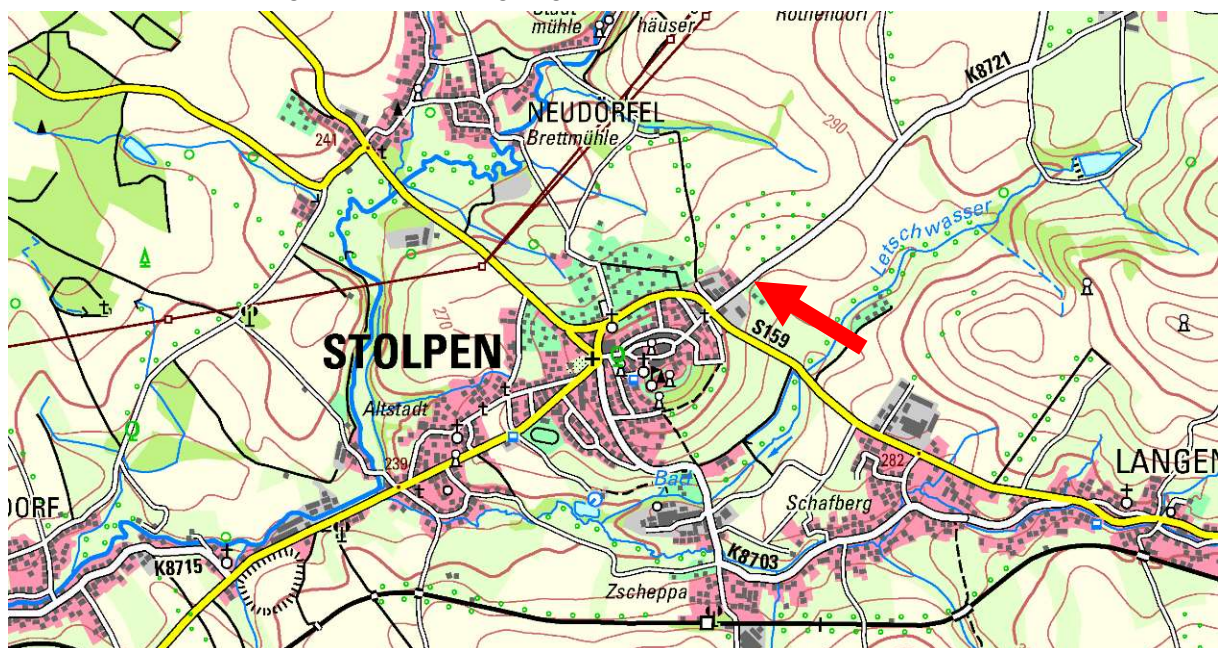 Stadt
mühle
häuser
Rothendorf
K8721
NEUDÖRFEL
Brettmühle
241
290
Letschwasser
270
STOLPEN
S159
Altstadt
239
282
LANGEN
Bad
Schafberg
DORF
K8715
K8703
Zscheppa